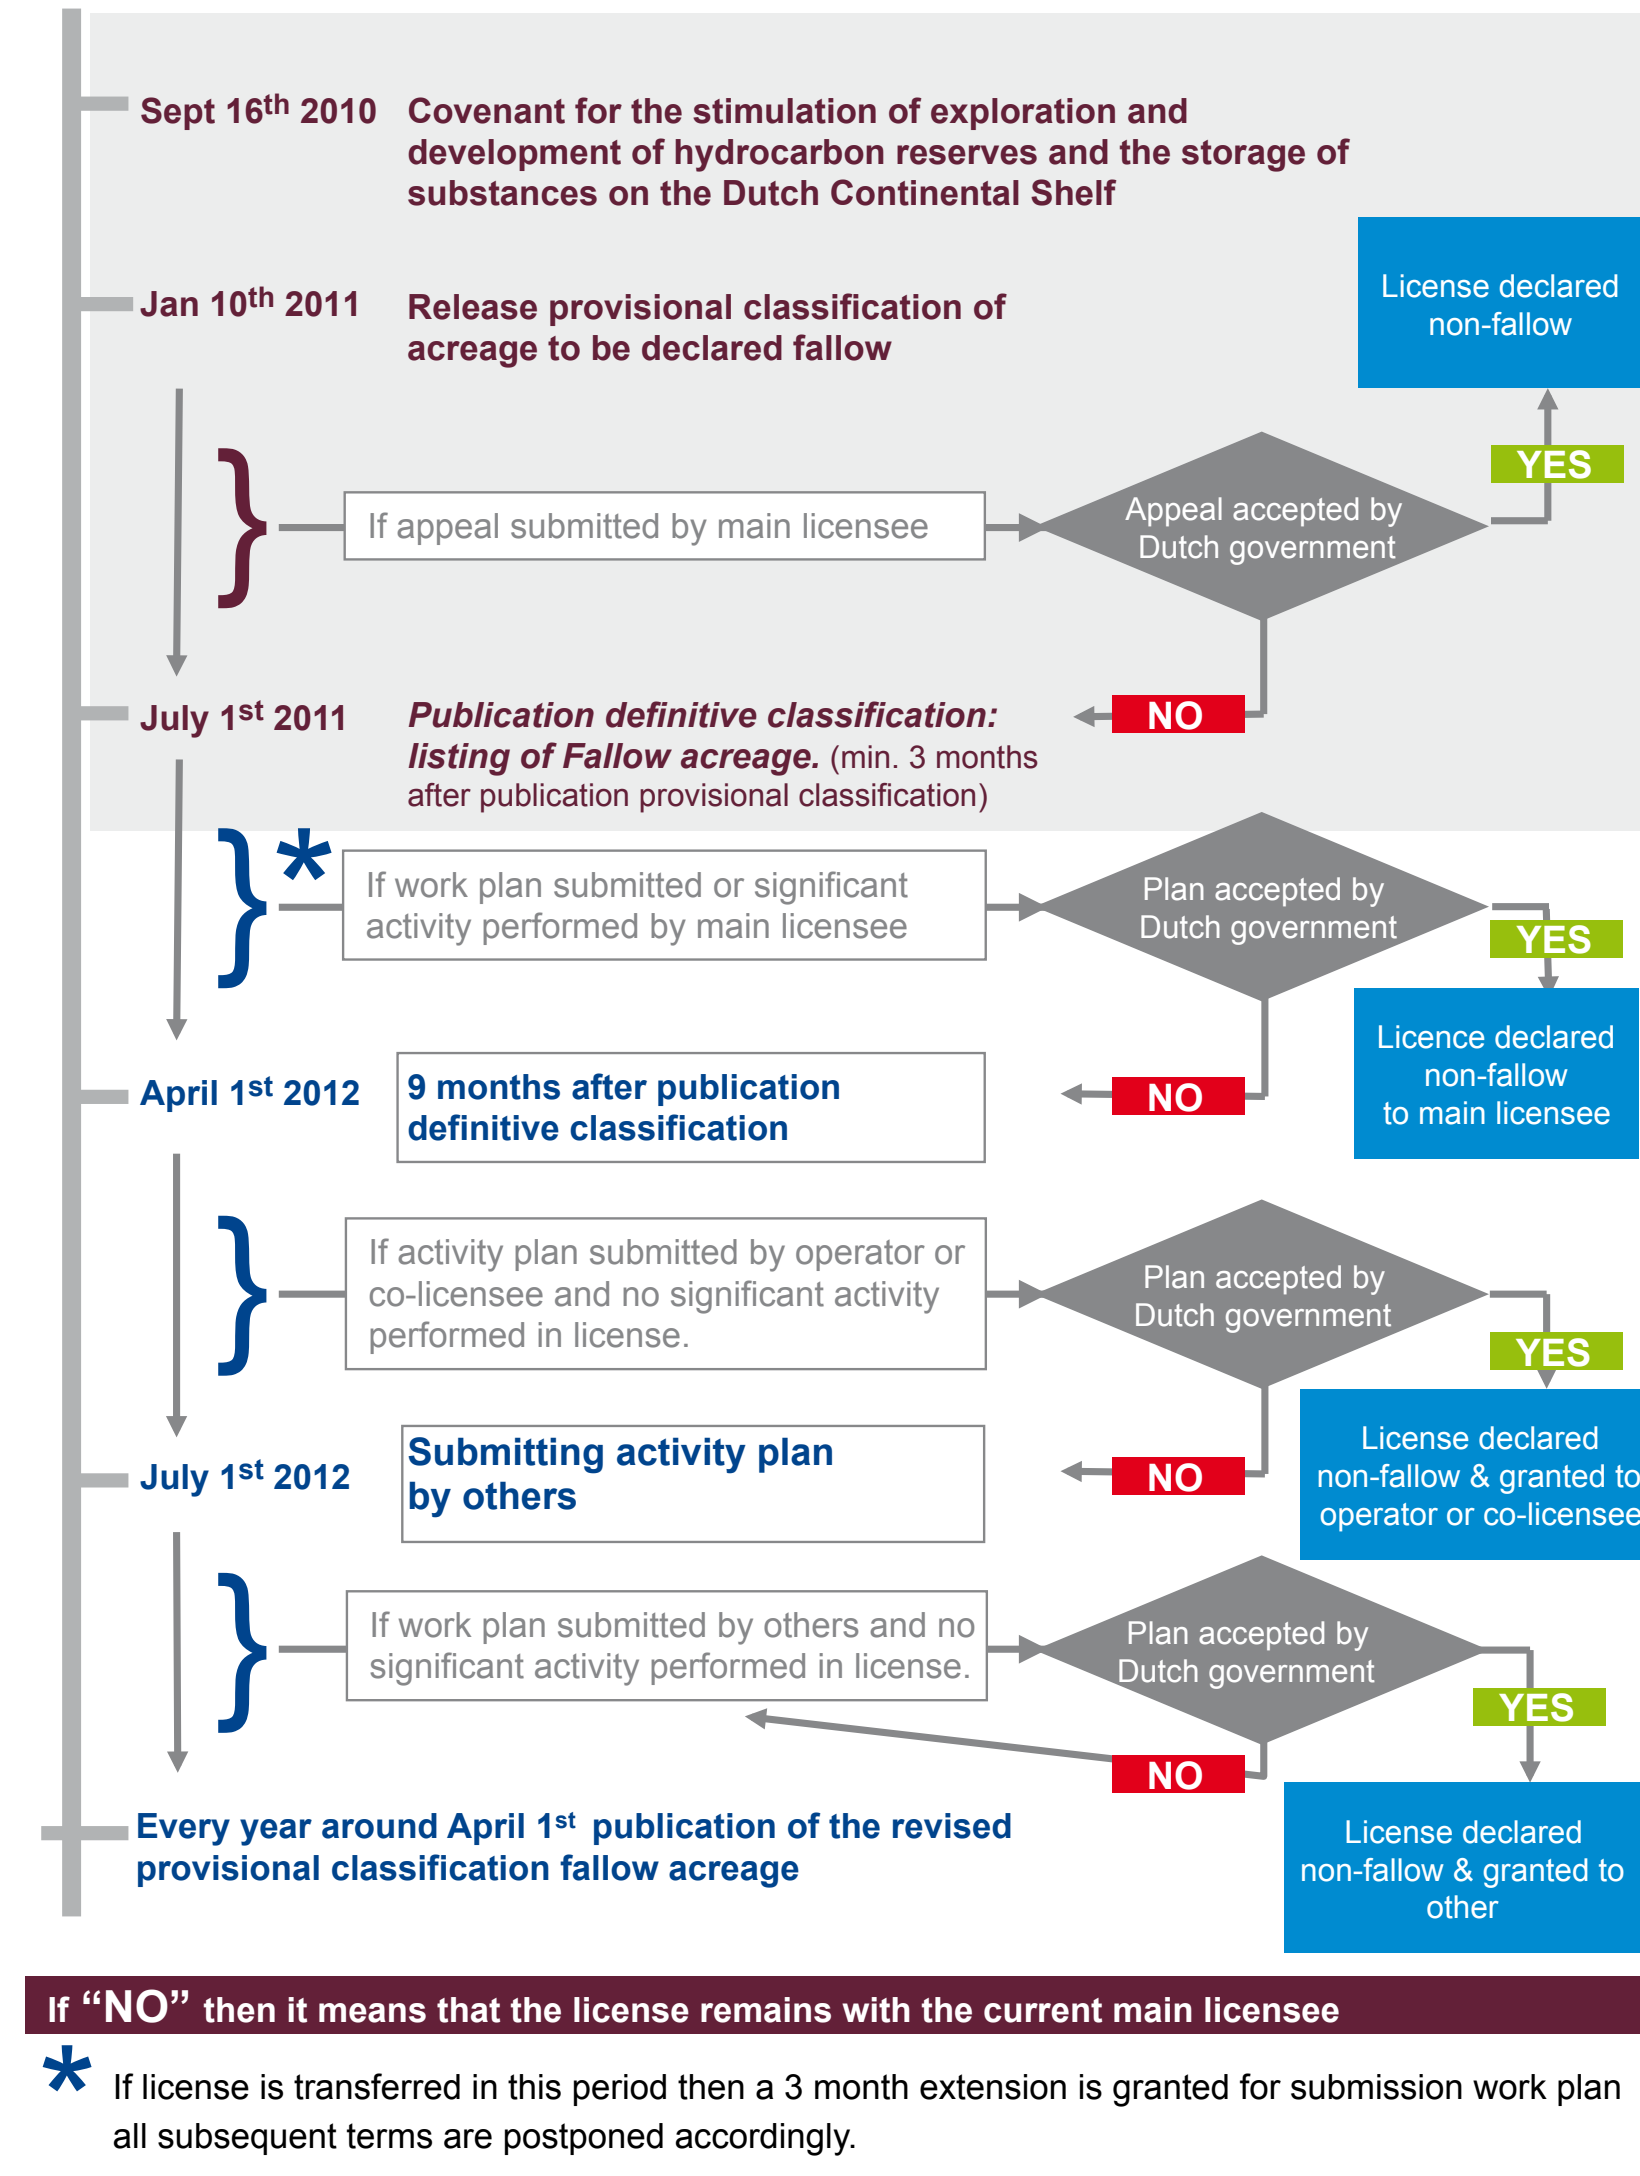 Sept 16th 2010
Covenant for the stimulation of exploration and
development of hydrocarbon reserves and the storage of
substances on the Dutch Continental Shelf
Jan 10th 2011
Release provisional classification of
acreage to be declared fallow
License declared
non-fallow
YES
If appeal submitted by main licensee
Appeal accepted by
Dutch government
NO
July 1st 2011
Publication definitive classification:
listing of Fallow acreage. (min. 3 months
after publication provisional classification)
*
If work plan submitted or significant
activity performed by main licensee
Plan accepted by
Dutch government
YES
Licence declared
non-fallow
to main licensee
NO
April 1st 2012
9 months after publication
definitive classification
If activity plan submitted by operator or
co-licensee and no significant activity
performed in license.
Plan accepted by
Dutch government
YES
License declared
non-fallow & granted to
operator or co-licensee
NO
July 1st 2012
Submitting activity plan
by others
If work plan submitted by others and no
significant activity performed in license.
Plan accepted by
Dutch government
YES
NO
License declared
non-fallow & granted to
other
Every year around April 1st publication of the revised
provisional classification fallow acreage
If “NO” then it means that the license remains with the current main licensee
* If license is transferred in this period then a 3 month extension is granted for submission work plan
all subsequent terms are postponed accordingly.